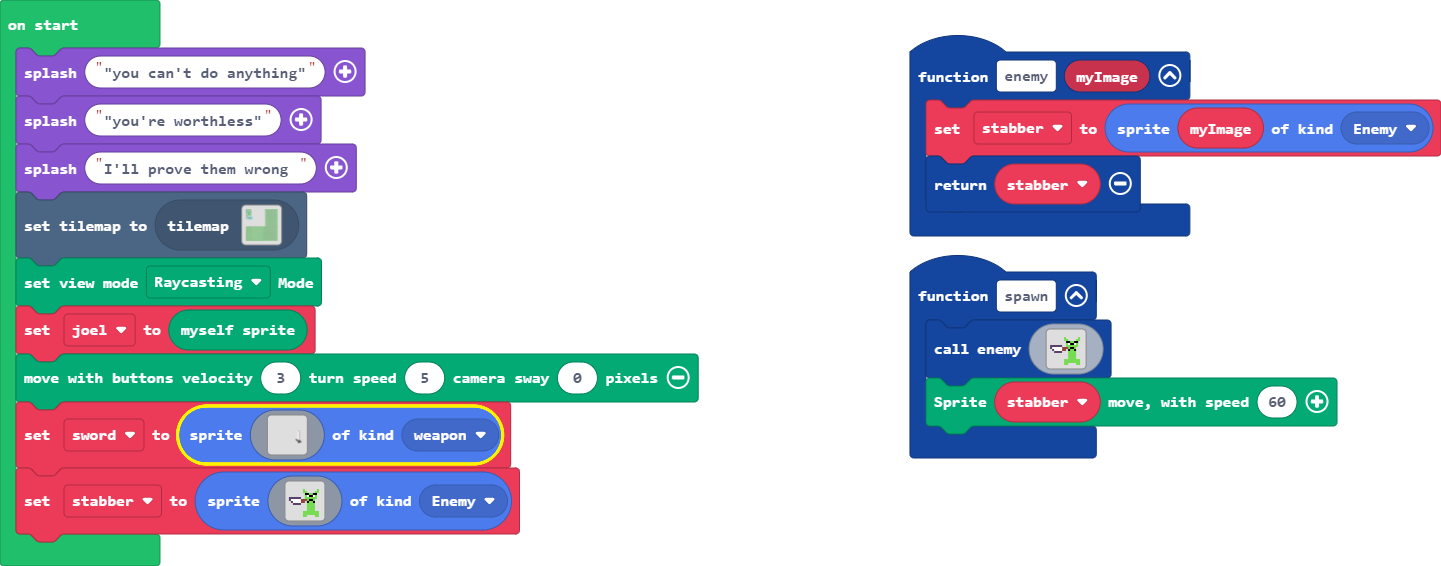 on start
splash ""you can't do anything""
splash ""you're worthless""
splash "I'll prove them wrong "
set tilemap to tilemap
set view mode Raycasting Mode
set joel to myself sprite
move with buttons velocity 3 turn speed 5 camera sway 0 pixels
set sword to sprite of kind weapon
set stabber to sprite of kind Enemy
function enemy myImage
set stabber to sprite myImage of kind Enemy
return stabber
function spawn
call enemy
Sprite stabber move, with speed 60